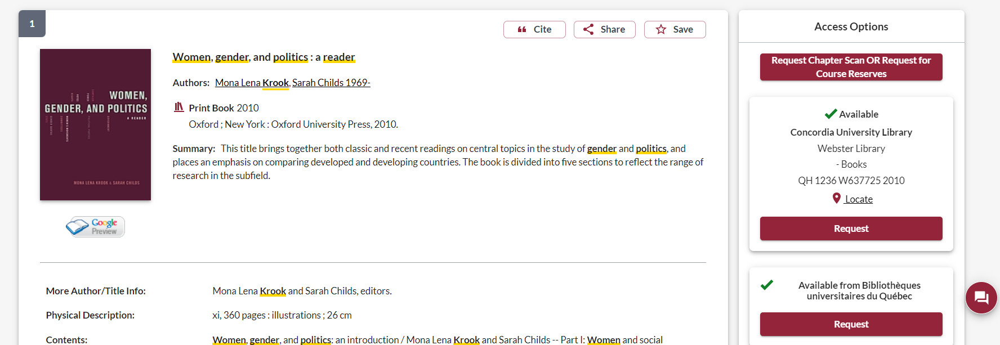 1
Cite
Share
Save
Women, gender, and politics : a reader
Authors: Mona Lena Krook, Sarah Childs 1969-
Print Book 2010
Oxford ; New York : Oxford University Press, 2010.
Summary: This title brings together both classic and recent readings on central topics in the study of gender and politics, and
places an emphasis on comparing developed and developing countries. The book is divided into five sections to reflect the range of
research in the subfield.
WOMEN,
GENDER, AND POLITICS
A READER
MONA LENA KROOK & SARAH CHILDS
Google
Preview
More Author/Title Info: Mona Lena Krook and Sarah Childs, editors.
Physical Description: xi, 360 pages : illustrations ; 26 cm
Contents: Women, gender, and politics: an introduction / Mona Lena Krook and Sarah Childs -- Part I: Women and social
Access Options
Request Chapter Scan OR Request for
Course Reserves
Available
Concordia University Library
Webster Library
- Books
QH 1236 W637725 2010
Locate
Request
Available from Bibliothèques
universitaires du Québec
Request